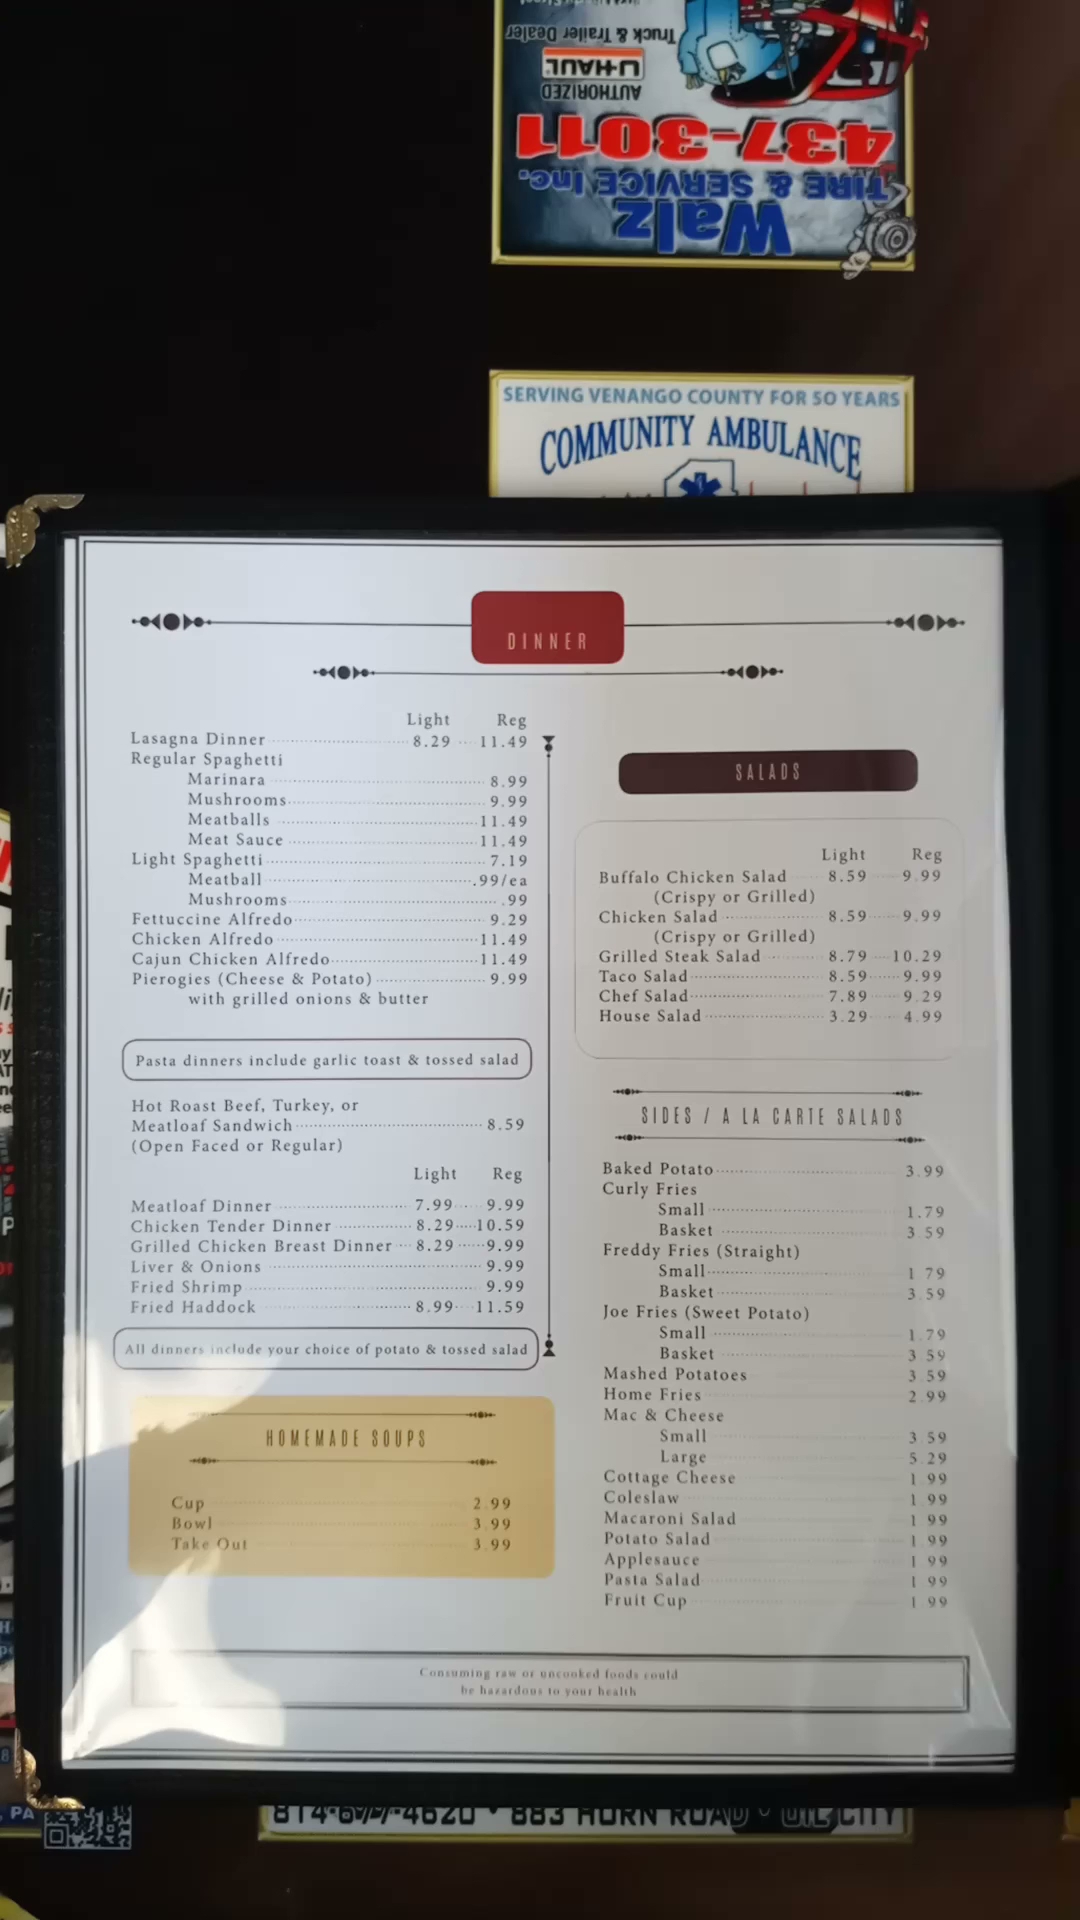 Truck & Trailer Dealer
U-HAUL
AUTHORIZED
437-3011
TIRE & SERVICE Inc.
Walz
SERVING VENANGO COUNTY FOR 50 YEARS
COMMUNITY AMBULANCE
DINNER
Light Reg
Lasagna Dinner 8.29 11.49
Regular Spaghetti
Marinara 8.99
Mushrooms 9.99
Meatballs 11.49
Meat Sauce 11.49
Light Spaghetti 7.19
Meatball .99/ea
Mushrooms .99
Fettuccine Alfredo 9.29
Chicken Alfredo 11.49
Cajun Chicken Alfredo 11.49
Pierogies (Cheese & Potato) 9.99
with grilled onions & butter
Pasta dinners include garlic toast & tossed salad
Hot Roast Beef, Turkey, or
Meatloaf Sandwich 8.59
(Open Faced or Regular)
Light Reg
Meatloaf Dinner 7.99 9.99
Chicken Tender Dinner 8.29 10.59
Grilled Chicken Breast Dinner 8.29 9.99
Liver & Onions 9.99
Fried Shrimp 9.99
Fried Haddock 8.99 11.59
All dinners include your choice of potato & tossed salad
HOMEMADE SOUPS
Cup 2.99
Bowl 3.99
Take Out 3.99
SALADS
Light Reg
Buffalo Chicken Salad 8.59 9.99
(Crispy or Grilled)
Chicken Salad 8.59 9.99
(Crispy or Grilled)
Grilled Steak Salad 8.79 10.29
Taco Salad 8.59 9.99
Chef Salad 7.89 9.29
House Salad 3.29 4.99
SIDES / A LA CARTE SALADS
Baked Potato 3.99
Curly Fries
Small 1.79
Basket 3.59
Freddy Fries (Straight)
Small 1.79
Basket 3.59
Joe Fries (Sweet Potato)
Small 1.79
Basket 3.59
Mashed Potatoes 3.59
Home Fries 2.99
Mac & Cheese
Small 3.59
Large 5.29
Cottage Cheese 1.99
Coleslaw 1.99
Macaroni Salad 1.99
Potato Salad 1.99
Applesauce 1.99
Pasta Salad 1.99
Fruit Cup 1.99
Consuming raw or uncooked foods could
be hazardous to your health
PA
883 HORN ROAD • OIL CITY